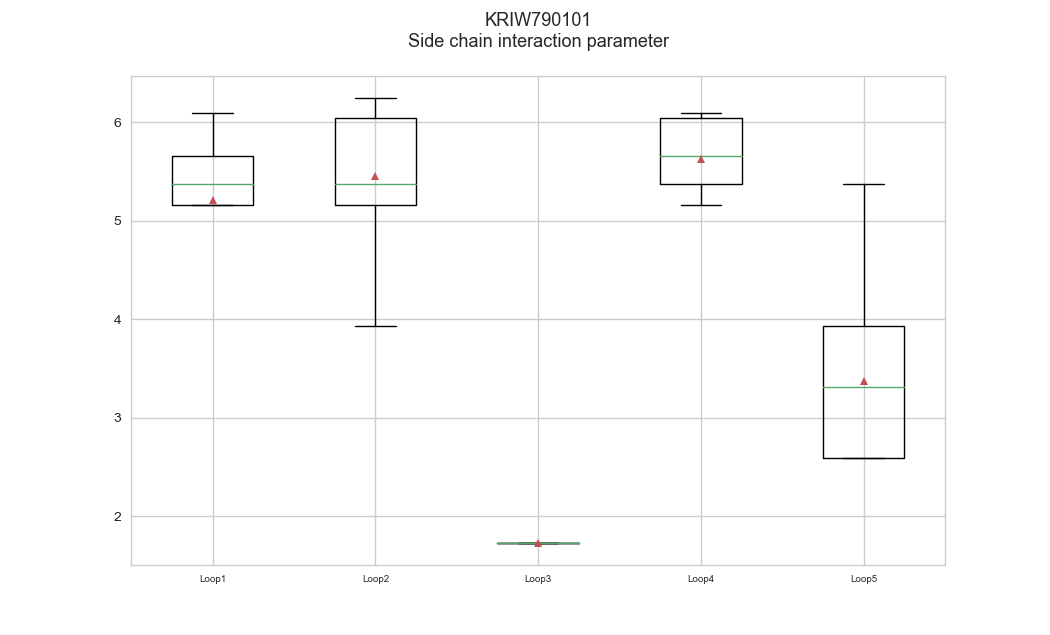 KRIW790101
Side chain interaction parameter
6
5
4
3
2
Loop1
Loop2
Loop3
Loop4
Loop5